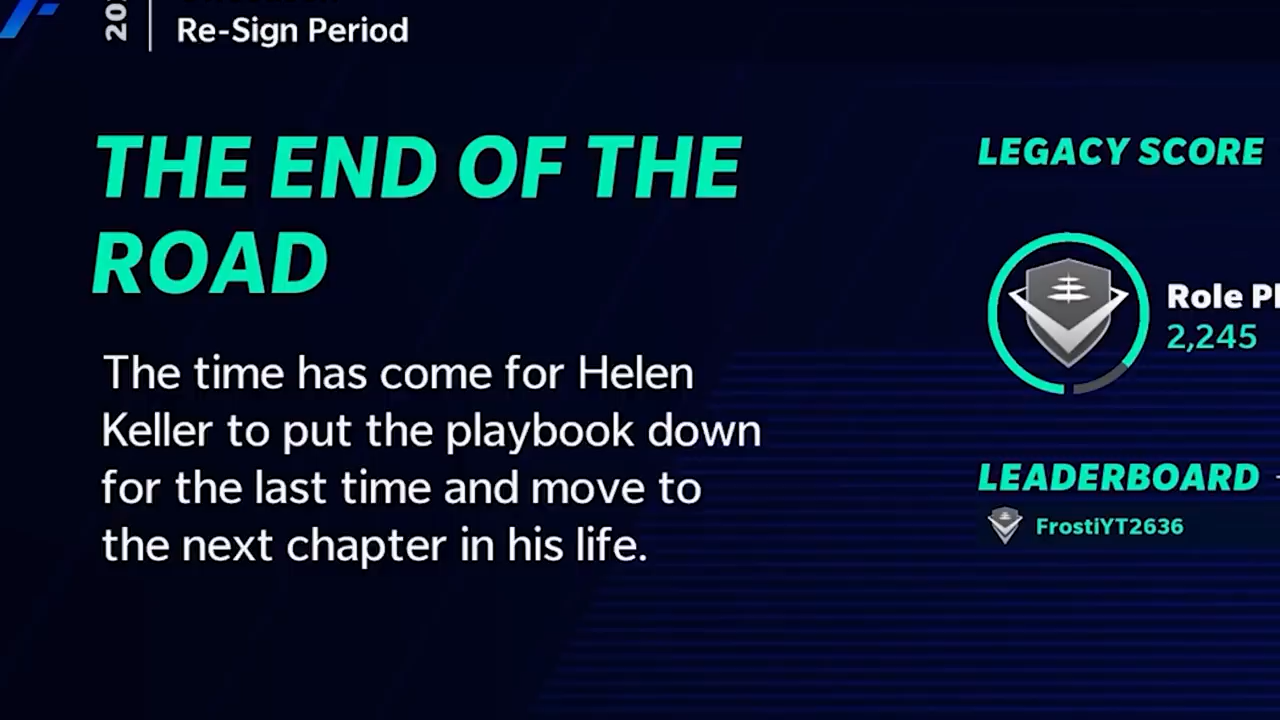 Re-Sign Period
THE END OF THE
ROAD
The time has come for Helen
Keller to put the playbook down
for the last time and move to
the next chapter in his life.
LEGACY SCORE
2,245
Role
LEADERBOARD
FrostiYT2636